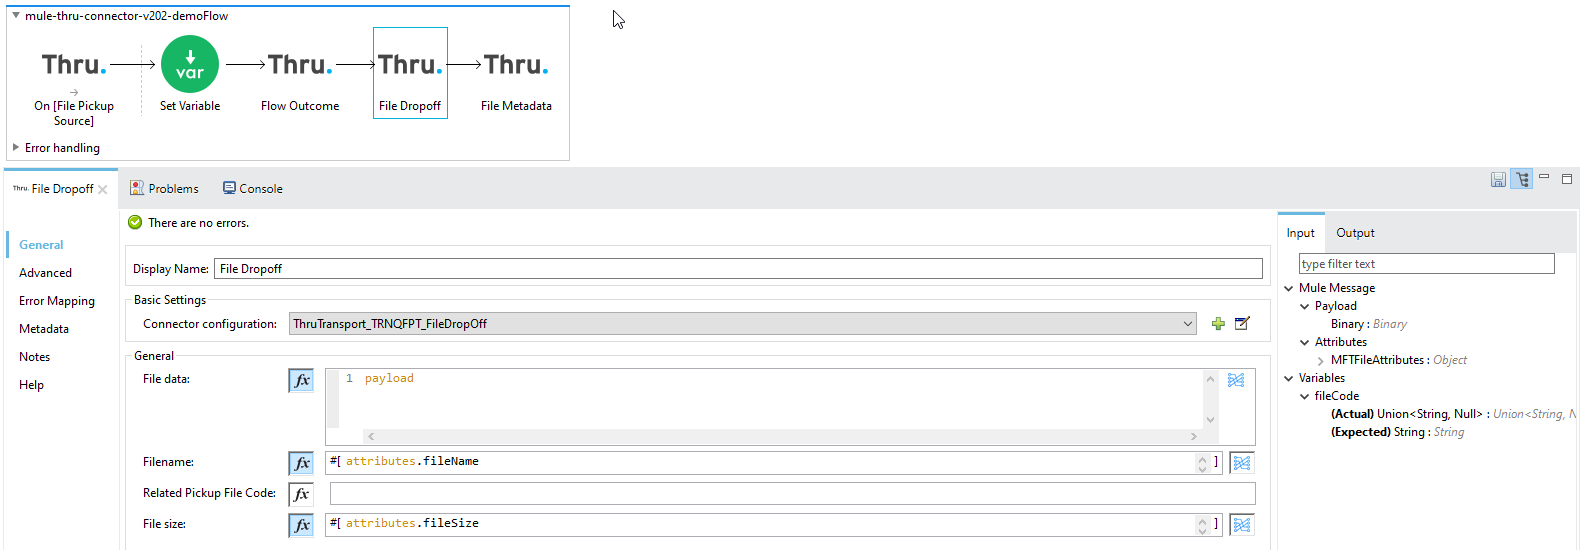 mule-thru-connector-v202-demoFlow
Thru.
var
Thru.
Thru.
Thru.
On [File Pickup
Source]
Set Variable
Flow Outcome
File Dropoff
File Metadata
Error handling
Thru. File Dropoff
Problems
Console
General
Advanced
Error Mapping
Metadata
Notes
Help
There are no errors.
Display Name: File Dropoff
Basic Settings
Connector configuration: ThruTransport_TRNQFPT_FileDropOff
General
File data: fx 1 payload
Filename: fx #[ attributes.fileName ]
Related Pickup File Code: fx
File size: fx #[ attributes.fileSize ]
Input Output
type filter text
Mule Message
Payload
Binary : Binary
Attributes
MFTFileAttributes : Object
Variables
fileCode
(Actual) Union<String, Null> : Union<String, N
(Expected) String : String